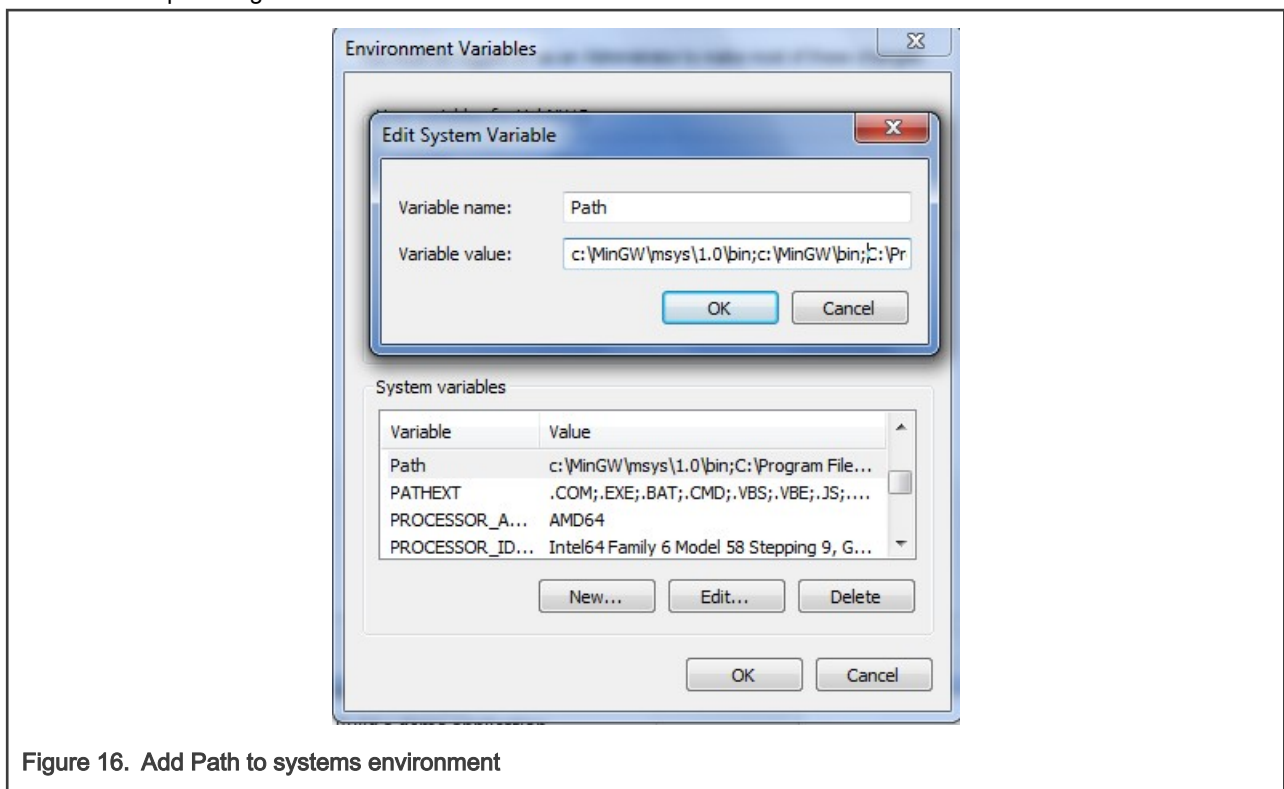 Environment Variables
Edit System Variable
Variable name: Path
Variable value: c:\MinGW\msys\1.0\bin;c:\MinGW\bin;C:\Pr
OK Cancel
System variables
Variable Value
Path c:\MinGW\msys\1.0\bin;C:\Program File...
PATHEXT .COM;.EXE;.BAT;.CMD;.VBS;.VBE;.JS;....
PROCESSOR_A... AMD64
PROCESSOR_ID... Intel64 Family 6 Model 58 Stepping 9, G...
New... Edit... Delete
OK Cancel
Figure 16. Add Path to systems environment